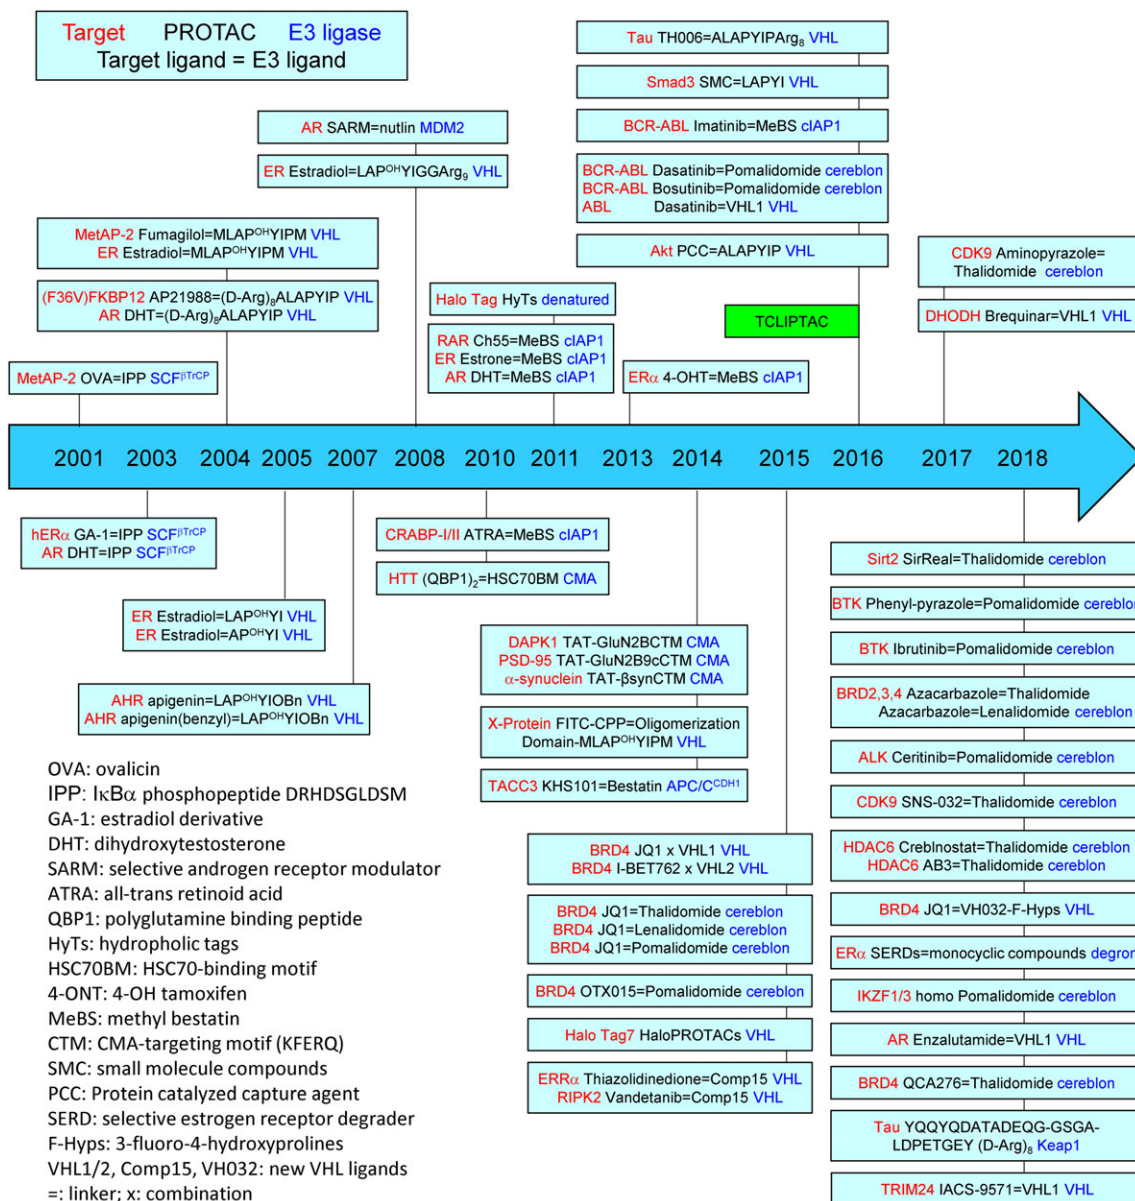 Target PROTAC E3 ligase
Target ligand = E3 ligand
Tau TH006=ALAPYIPArg8 VHL
Smad3 SMC=LAPYI VHL
AR SARM=nutlin MDM2
BCR-ABL Imatinib=MeBS cIAP1
ER Estradiol=LAPOHYIGGArg9 VHL
BCR-ABL Dasatinib=Pomalidomide cereblon
BCR-ABL Bosutinib=Pomalidomide cereblon
ABL Dasatinib=VHL1 VHL
MetAP-2 Fumagilol=MLAPOHYIPM VHL
ER Estradiol=MLAPOHYIPM VHL
Akt PCC=ALAPYIP VHL
CDK9 Aminopyrazole=
Thalidomide cereblon
(F36V)FKBP12 AP21988=(D-Arg)8ALAPYIP VHL
AR DHT=(D-Arg)8ALAPYIP VHL
Halo Tag HyTs denatured
TCLIPTAC
DHODH Brequinar=VHL1 VHL
RAR Ch55=MeBS cIAP1
ER Estrone=MeBS cIAP1
AR DHT=MeBS cIAP1
MetAP-2 OVA=IPP SCFβTrCP
ERα 4-OHT=MeBS cIAP1
2001 2003 2004 2005 2007 2008 2010 2011 2013 2014 2015 2016 2017 2018
hERα GA-1=IPP SCFβTrCP
AR DHT=IPP SCFβTrCP
CRABP-I/II ATRA=MeBS cIAP1
HTT (QBP1)2=HSC70BM CMA
ER Estradiol=LAPOHYI VHL
ER Estradiol=APOHYI VHL
AHR apigenin=LAPOHYIOBn VHL
AHR apigenin(benzyl)=LAPOHYIOBn VHL
DAPK1 TAT-GluN2BCTM CMA
PSD-95 TAT-GluN2B9cCTM CMA
α-synuclein TAT-βsynCTM CMA
X-Protein FITC-CPP=Oligomerization
Domain-MLAPOHYIPM VHL
TACC3 KHS101=Bestatin APC/CCDH1
BRD4 JQ1 x VHL1 VHL
BRD4 I-BET762 x VHL2 VHL
BRD4 JQ1=Thalidomide cereblon
BRD4 JQ1=Lenalidomide cereblon
BRD4 JQ1=Pomalidomide cereblon
BRD4 OTX015=Pomalidomide cereblon
Halo Tag7 HaloPROTACs VHL
ERRα Thiazolidinedione=Comp15 VHL
RIPK2 Vandetanib=Comp15 VHL
Sirt2 SirReal=Thalidomide cereblon
BTK Phenyl-pyrazole=Pomalidomide cereblon
BTK Ibrutinib=Pomalidomide cereblon
BRD2,3,4 Azacarbazole=Thalidomide
Azacarbazole=Lenalidomide cereblon
ALK Ceritinib=Pomalidomide cereblon
CDK9 SNS-032=Thalidomide cereblon
HDAC6 Creblnostat=Thalidomide cereblon
HDAC6 AB3=Thalidomide cereblon
BRD4 JQ1=VH032-F-Hyps VHL
ERα SERDs=monocyclic compounds degron
IKZF1/3 homo Pomalidomide cereblon
AR Enzalutamide=VHL1 VHL
BRD4 QCA276=Thalidomide cereblon
Tau YQQYQDATADEQG-GSGA-
LDPETGEY (D-Arg)8 Keap1
TRIM24 IACS-9571=VHL1 VHL
OVA: ovalicin
IPP: IκBα phosphopeptide DRHDSGLDSM
GA-1: estradiol derivative
DHT: dihydroxytestosterone
SARM: selective androgen receptor modulator
ATRA: all-trans retinoid acid
QBP1: polyglutamine binding peptide
HyTs: hydropholic tags
HSC70BM: HSC70-binding motif
4-ONT: 4-OH tamoxifen
MeBS: methyl bestatin
CTM: CMA-targeting motif (KFERQ)
SMC: small molecule compounds
PCC: Protein catalyzed capture agent
SERD: selective estrogen receptor degrader
F-Hyps: 3-fluoro-4-hydroxyprolines
VHL1/2, Comp15, VH032: new VHL ligands
=: linker; x: combination